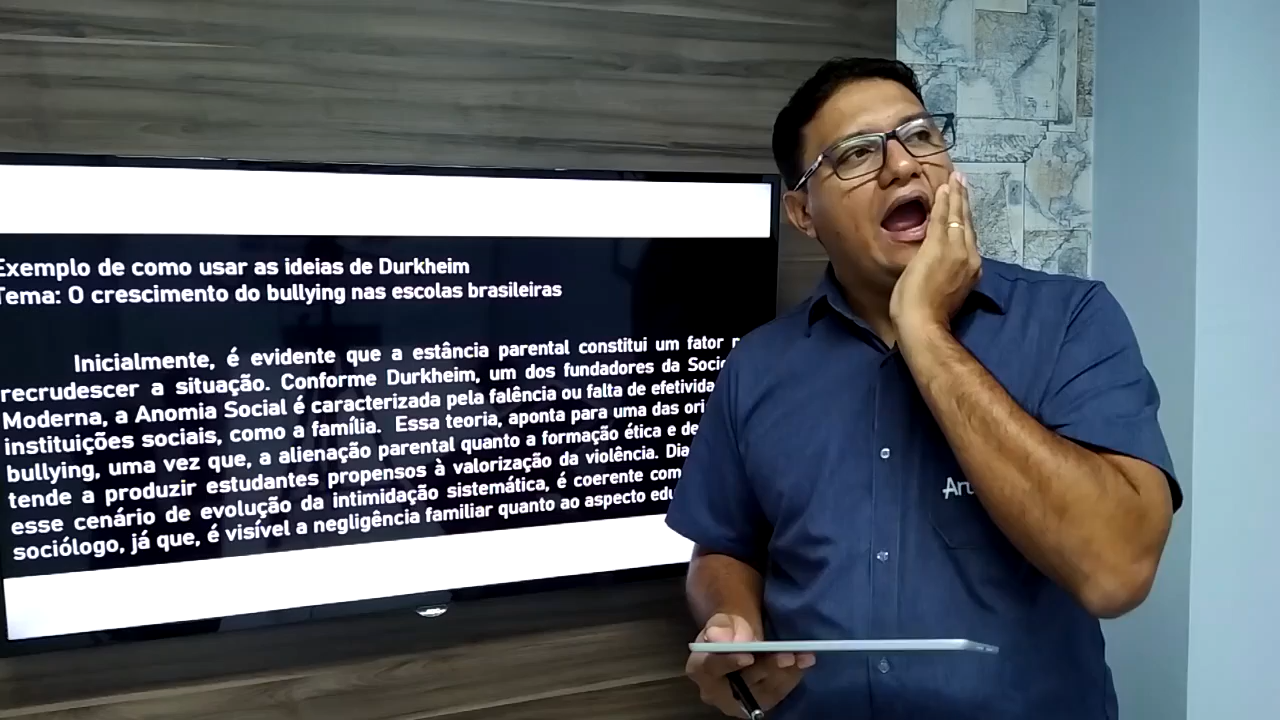 Exemplo de como usar as ideias de Durkheim
Tema: O crescimento do bullying nas escolas brasileiras
Inicialmente, é evidente que a estância parental constitui um fator
recrudescer a situação. Conforme Durkheim, um dos fundadores da
Moderna, a Anomia Social é caracterizada pela falência ou falta de
instituições sociais, como a família. Essa teoria, aponta para uma das
bullying, uma vez que, a alienação parental quanto a formação ética e
tende a produzir estudantes propensos à valorização da violência.
esse cenário de evolução da intimidação sistemática, é coerente
sociólogo, já que, é visível a negligência familiar quanto ao aspecto